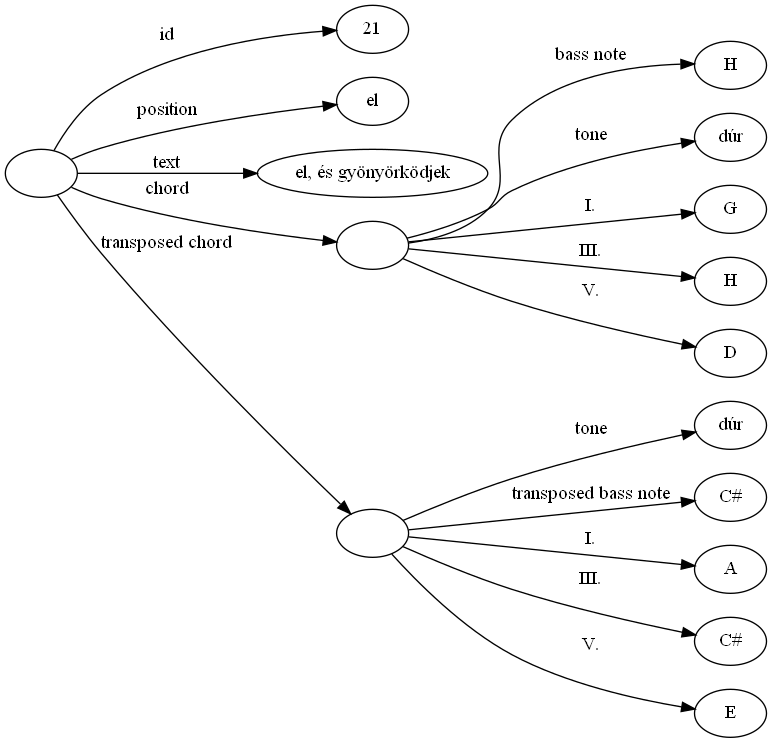 id
21
position
el
text
el, és gyönyörködjek
chord
transposed chord
bass note
H
tone
dúr
I.
G
III.
H
V.
D
tone
dúr
transposed bass note
C#
I.
A
III.
C#
V.
E